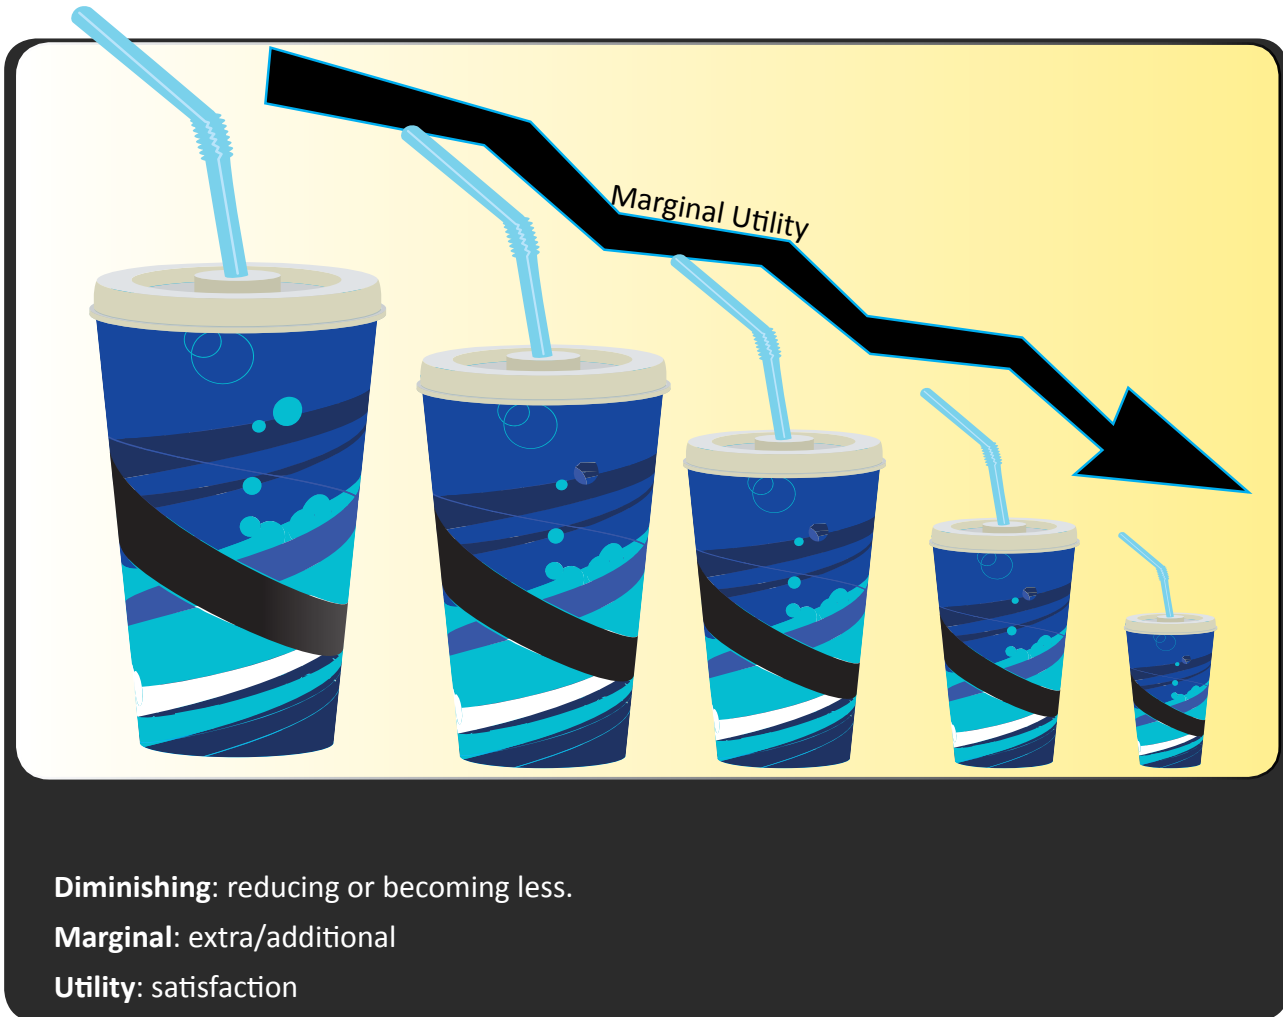 Marginal Utility
Diminishing: reducing or becoming less.
Marginal: extra/additional
Utility: satisfaction